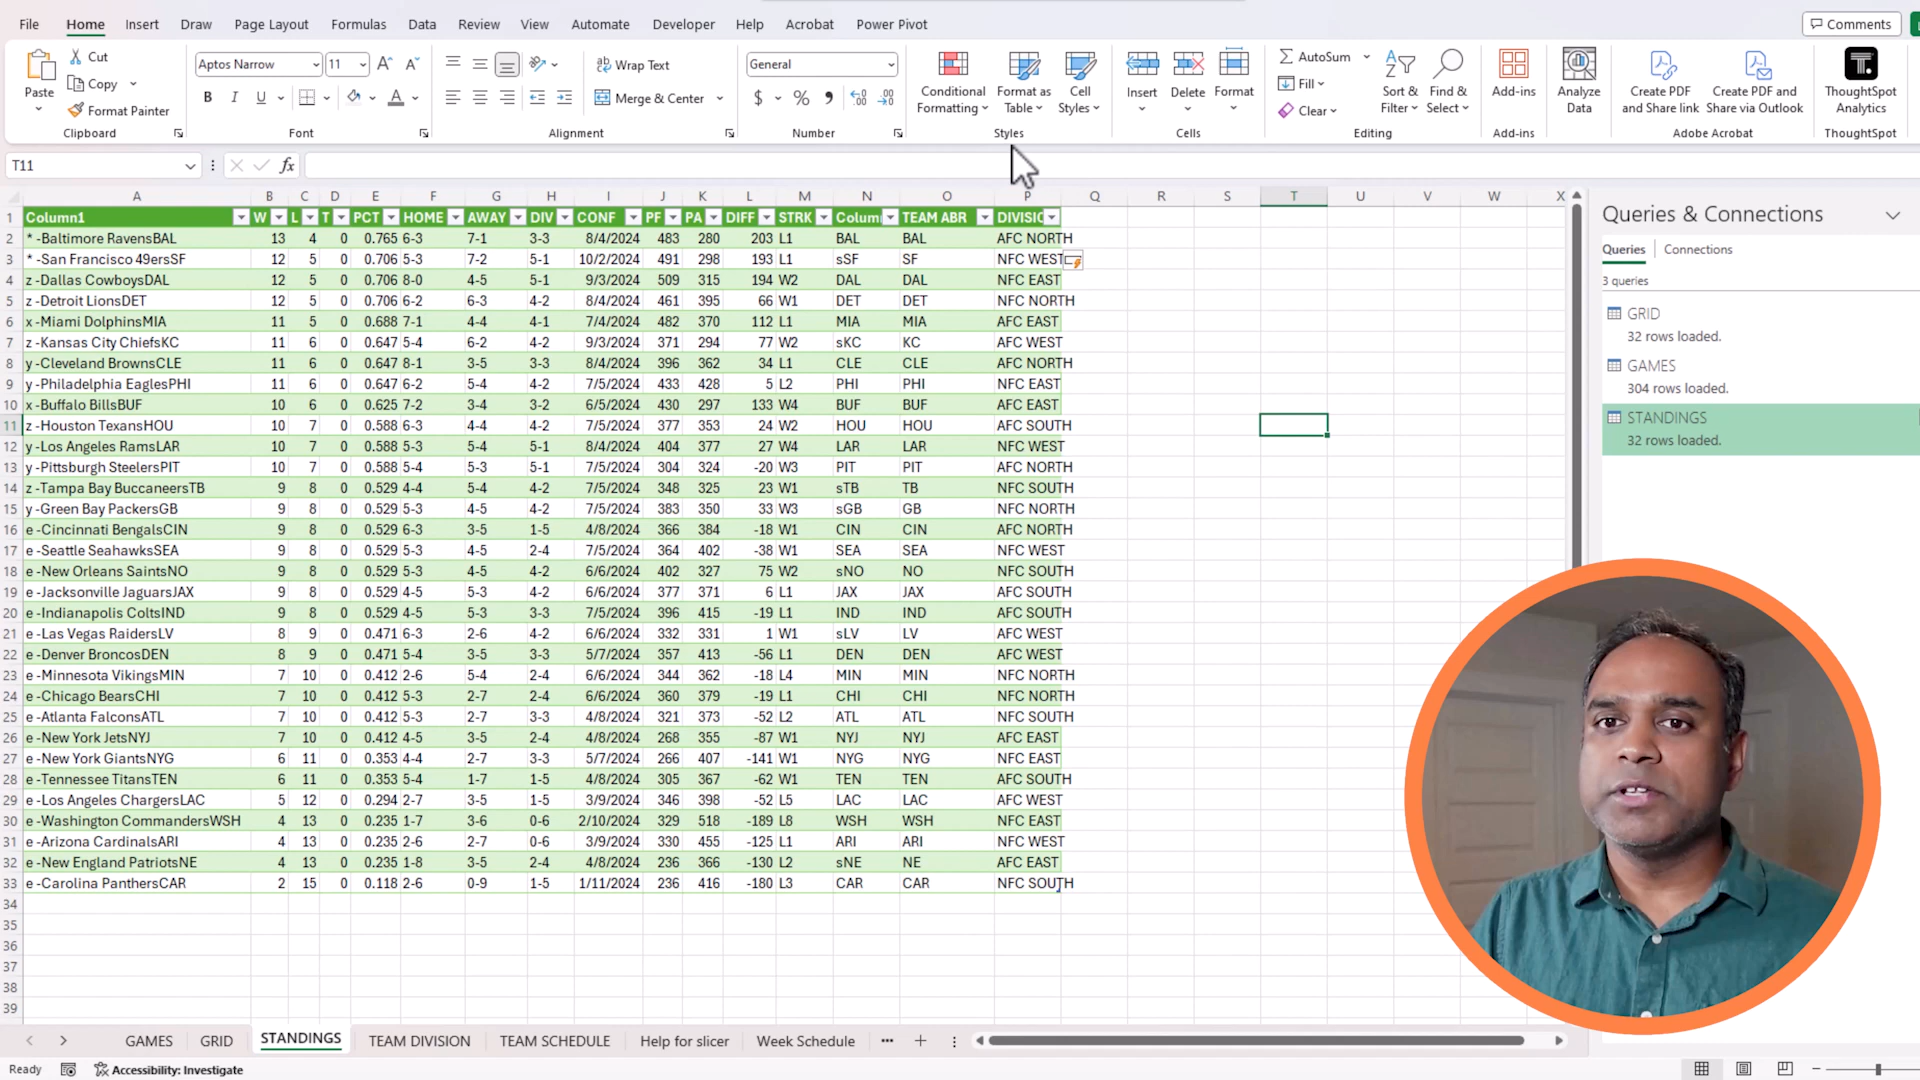 File Home Insert Draw Page Layout Formulas Data Review View Automate Developer Help Acrobat Power Pivot Comments
Paste Cut Copy Format Painter Clipboard
Aptos Narrow 11 B I U A Font
Wrap Text Merge & Center Alignment
General $ % Number
Conditional Formatting Format as Table Cell Styles Styles
Insert Delete Format Cells
AutoSum Fill Clear Sort & Filter Find & Select Editing
Add-ins Add-ins
Analyze Data
Create PDF and Share link Create PDF and Share via Outlook Adobe Acrobat
ThoughtSpot Analytics ThoughtSpot
T11 fx
A B C D E F G H I J K L M N O P Q R S T U V W X
1 Column1 W L T PCT HOME AWAY DIV CONF PF PA DIFF STRK Colum TEAM ABR DIVISIO
2 * -Baltimore RavensBAL 13 4 0 0.765 6-3 7-1 3-3 8/4/2024 483 280 203 L1 BAL BAL AFC NORTH
3 * -San Francisco 49ersSF 12 5 0 0.706 5-3 7-2 5-1 10/2/2024 491 298 193 L1 sSF SF NFC WEST
4 z -Dallas CowboysDAL 12 5 0 0.706 8-0 4-5 5-1 9/3/2024 509 315 194 W2 DAL DAL NFC EAST
5 z -Detroit LionsDET 12 5 0 0.706 6-2 6-3 4-2 8/4/2024 461 395 66 W1 DET DET NFC NORTH
6 x -Miami DolphinsMIA 11 5 0 0.688 7-1 4-4 4-1 7/4/2024 482 370 112 L1 MIA MIA AFC EAST
7 z -Kansas City ChiefsKC 11 6 0 0.647 5-4 6-2 4-2 9/3/2024 371 294 77 W2 sKC KC AFC WEST
8 y -Cleveland BrownsCLE 11 6 0 0.647 8-1 3-5 3-3 8/4/2024 396 362 34 L1 CLE CLE AFC NORTH
9 y -Philadelphia EaglesPHI 11 6 0 0.647 6-2 5-4 4-2 7/5/2024 433 428 5 L2 PHI PHI NFC EAST
10 x -Buffalo BillsBUF 10 6 0 0.625 7-2 3-4 3-2 6/5/2024 430 297 133 W4 BUF BUF AFC EAST
11 z -Houston TexansHOU 10 7 0 0.588 6-3 4-4 4-2 7/5/2024 377 353 24 W2 HOU HOU AFC SOUTH
12 y -Los Angeles RamsLAR 10 7 0 0.588 5-3 5-4 5-1 8/4/2024 404 377 27 W4 LAR LAR NFC WEST
13 y -Pittsburgh SteelersPIT 10 7 0 0.588 5-4 5-3 5-1 7/5/2024 304 324 -20 W3 PIT PIT AFC NORTH
14 z -Tampa Bay BuccaneersTB 9 8 0 0.529 4-4 5-4 4-2 7/5/2024 348 325 23 W1 sTB TB NFC SOUTH
15 y -Green Bay PackersGB 9 8 0 0.529 5-3 4-5 4-2 7/5/2024 383 350 33 W3 sGB GB NFC NORTH
16 e -Cincinnati BengalsCIN 9 8 0 0.529 6-3 3-5 1-5 4/8/2024 366 384 -18 W1 CIN CIN AFC NORTH
17 e -Seattle SeahawksSEA 9 8 0 0.529 5-3 4-5 2-4 7/5/2024 364 402 -38 W1 SEA SEA NFC WEST
18 e -New Orleans SaintsNO 9 8 0 0.529 5-3 4-5 4-2 6/6/2024 402 327 75 W2 sNO NO NFC SOUTH
19 e -Jacksonville JaguarsJAX 9 8 0 0.529 4-5 5-3 4-2 6/6/2024 377 371 6 L1 JAX JAX AFC SOUTH
20 e -Indianapolis ColtsIND 9 8 0 0.529 4-5 5-3 3-3 7/5/2024 396 415 -19 L1 IND IND AFC SOUTH
21 e -Las Vegas RaidersLV 8 9 0 0.471 6-3 2-6 4-2 6/6/2024 332 331 1 W1 sLV LV AFC WEST
22 e -Denver BroncosDEN 8 9 0 0.471 5-4 3-5 3-3 5/7/2024 357 413 -56 L1 DEN DEN AFC WEST
23 e -Minnesota VikingsMIN 7 10 0 0.412 2-6 5-4 2-4 6/6/2024 344 362 -18 L4 MIN MIN NFC NORTH
24 e -Chicago BearsCHI 7 10 0 0.412 5-3 2-7 2-4 6/6/2024 360 379 -19 L1 CHI CHI NFC NORTH
25 e -Atlanta FalconsATL 7 10 0 0.412 5-3 2-7 3-3 4/8/2024 321 373 -52 L2 ATL ATL NFC SOUTH
26 e -New York JetsNYJ 7 10 0 0.412 4-5 3-5 2-4 4/8/2024 268 355 -87 W1 NYJ NYJ AFC EAST
27 e -New York GiantsNYG 6 11 0 0.353 4-4 2-7 3-3 5/7/2024 266 407 -141 W1 NYG NYG NFC EAST
28 e -Tennessee TitansTEN 6 11 0 0.353 5-4 1-7 1-5 4/8/2024 305 367 -62 W1 TEN TEN AFC SOUTH
29 e -Los Angeles ChargersLAC 5 12 0 0.294 2-7 3-5 1-5 3/9/2024 346 398 -52 L5 LAC LAC AFC WEST
30 e -Washington CommandersWSH 4 13 0 0.235 1-7 3-6 0-6 2/10/2024 329 518 -189 L8 WSH WSH NFC EAST
31 e -Arizona CardinalsARI 4 13 0 0.235 2-6 2-7 0-6 3/9/2024 330 455 -125 L1 ARI ARI NFC WEST
32 e -New England PatriotsNE 4 13 0 0.235 1-8 3-5 2-4 4/8/2024 236 366 -130 L2 sNE NE AFC EAST
33 e -Carolina PanthersCAR 2 15 0 0.118 2-6 0-9 1-5 1/11/2024 236 416 -180 L3 CAR CAR NFC SOUTH
34
35
36
37
38
39
Queries & Connections
Queries Connections
3 queries
GRID
32 rows loaded.
GAMES
304 rows loaded.
STANDINGS
32 rows loaded.
GAMES GRID STANDINGS TEAM DIVISION TEAM SCHEDULE Help for slicer Week Schedule
Ready Accessibility: Investigate